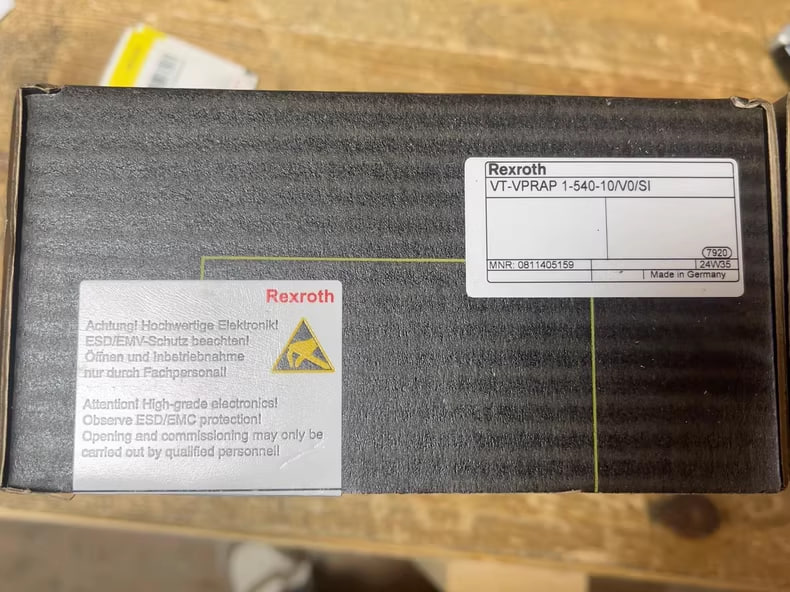 Rexroth
VT-VPRAP 1-540-10/V0/SI
7920
MNR: 0811405159 24W35
Made in Germany
Rexroth
Achtung! Hochwertige Elektronik!
ESD/EMV-Schutz beachten!
Öffnen und Inbetriebnahme
nur durch Fachpersonal!
Attention! High-grade electronics!
Observe ESD/EMC protection!
Opening and commissioning may only be
carried out by qualified personnel!